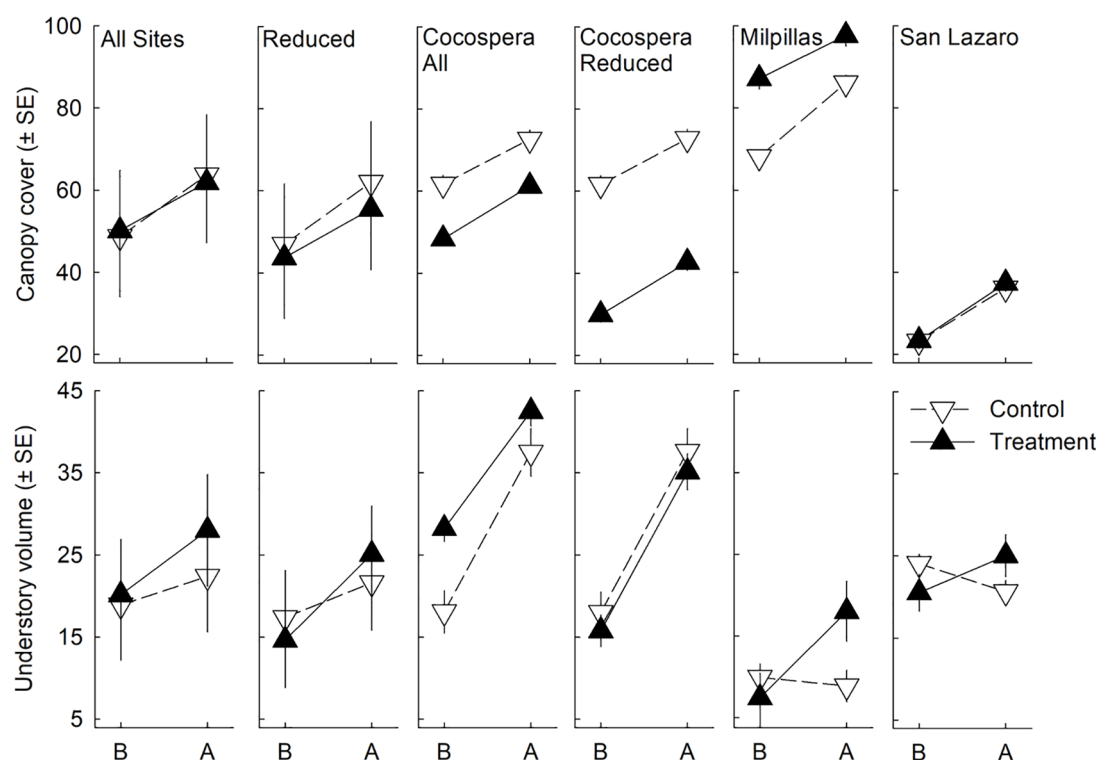 All Sites
Reduced
Cocospera
All
Cocospera
Reduced
Milpillas
San Lazaro
Canopy cover (± SE)
100
80
60
40
20
Understory volume (± SE)
45
35
25
15
5
Control
Treatment
B A B A B A B A B A B A